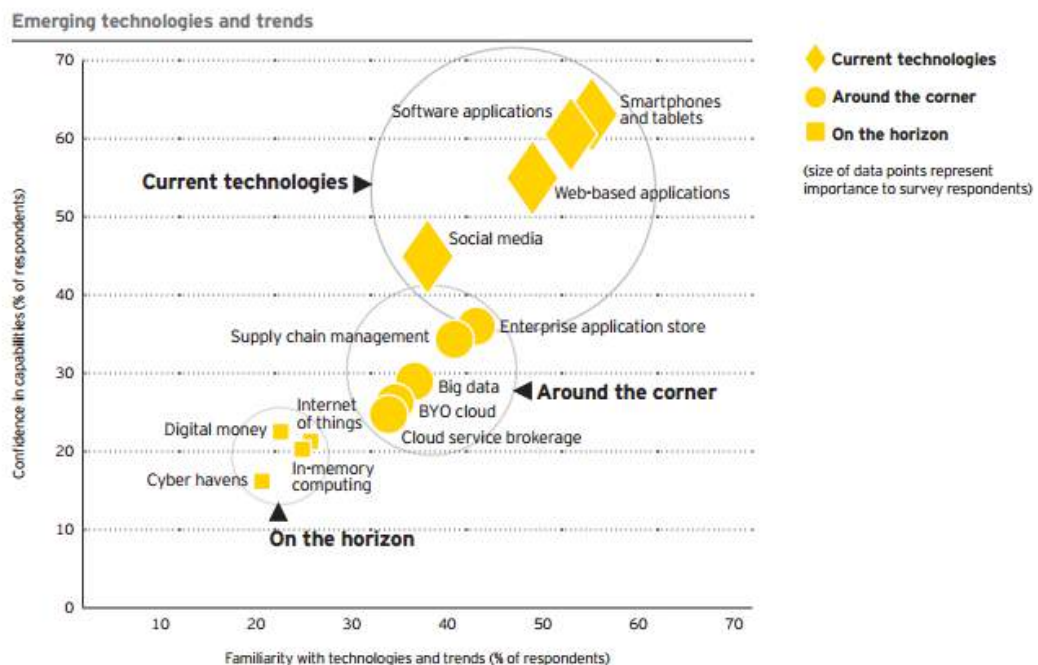 Emerging technologies and trends
70
60
50
40
30
20
10
0
Confidence in capabilities (% of respondents)
Software applications
Smartphones
and tablets
Current technologies
Web-based applications
Social media
Supply chain management
Enterprise application store
Big data
Around the corner
BYO cloud
Cloud service brokerage
Internet
of things
Digital money
Cyber havens
In-memory
computing
On the horizon
10
20
30
40
50
60
70
Familiarity with technologies and trends (% of respondents)
Current technologies
Around the corner
On the horizon
(size of data points represent
importance to survey respondents)